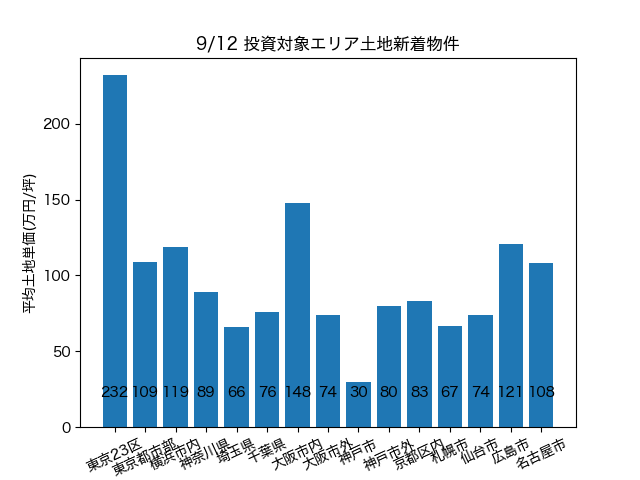 9/12 投資対象エリア土地新着物件
平均土地単価(万円/坪)
200
150
100
50
0
232 109 119 89 66 76 148 74 30 80 83 67 74 121 108
東京23区
東京都市部
横浜市内
神奈川県
埼玉県
千葉県
大阪市内
大阪市外
神戸市
神戸市外
京都区内
札幌市
仙台市
広島市
名古屋市